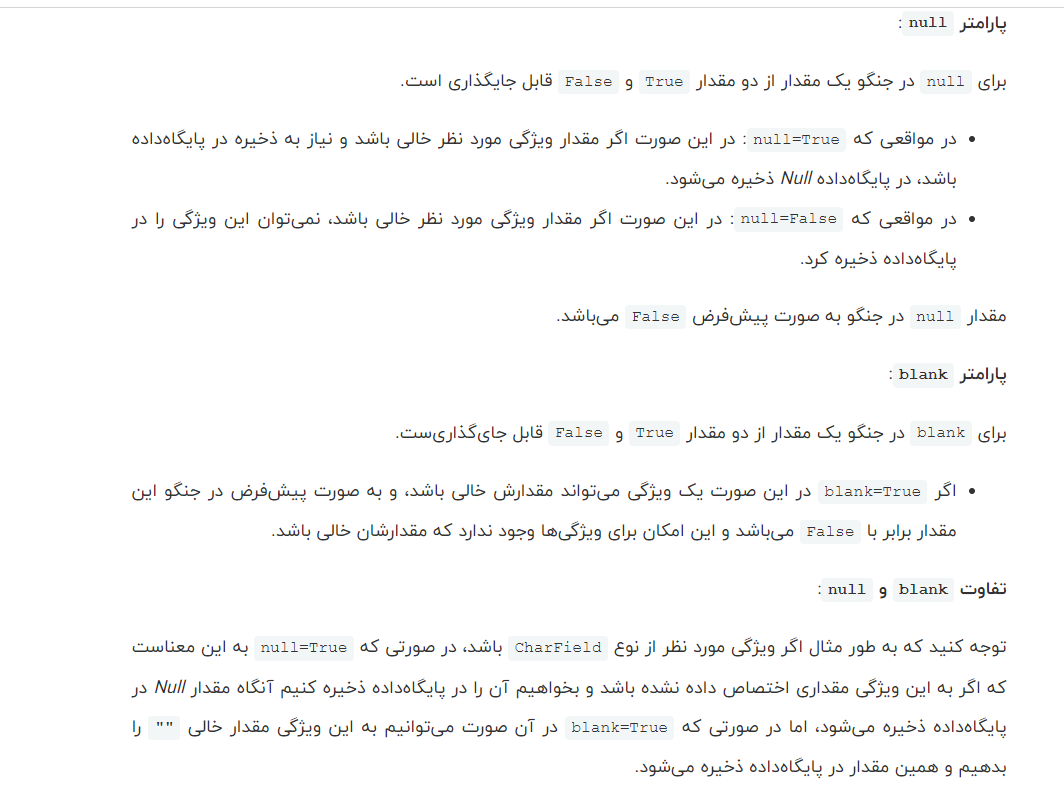 پارامتر null :
برای null در جنگو یک مقدار از دو مقدار True و False قابل جایگذاری است.
• در مواقعی که null=True : در این صورت اگر مقدار ویژگی مورد نظر خالی باشد و نیاز به ذخیره در پایگاه‌داده
باشد، در پایگاه‌داده Null ذخیره می‌شود.
• در مواقعی که null=False : در این صورت اگر مقدار ویژگی مورد نظر خالی باشد، نمی‌توان این ویژگی را در
پایگاه‌داده ذخیره کرد.
مقدار null در جنگو به صورت پیش‌فرض False می‌باشد.
پارامتر blank :
برای blank در جنگو یک مقدار از دو مقدار True و False قابل جای‌گذاری‌ست.
• اگر blank=True در این صورت یک ویژگی می‌تواند مقدارش خالی باشد، و به صورت پیش‌فرض در جنگو این
مقدار برابر با False می‌باشد و این امکان برای ویژگی‌ها وجود ندارد که مقدارشان خالی باشد.
تفاوت blank و null :
توجه کنید که به طور مثال اگر ویژگی مورد نظر از نوع CharField باشد، در صورتی که null=True به این معناست
که اگر به این ویژگی مقداری اختصاص داده نشده باشد و بخواهیم آن را در پایگاه‌داده ذخیره کنیم آنگاه مقدار Null در
پایگاه‌داده ذخیره می‌شود، اما در صورتی که blank=True در آن صورت می‌توانیم به این ویژگی مقدار خالی "" را
بدهیم و همین مقدار در پایگاه‌داده ذخیره می‌شود.